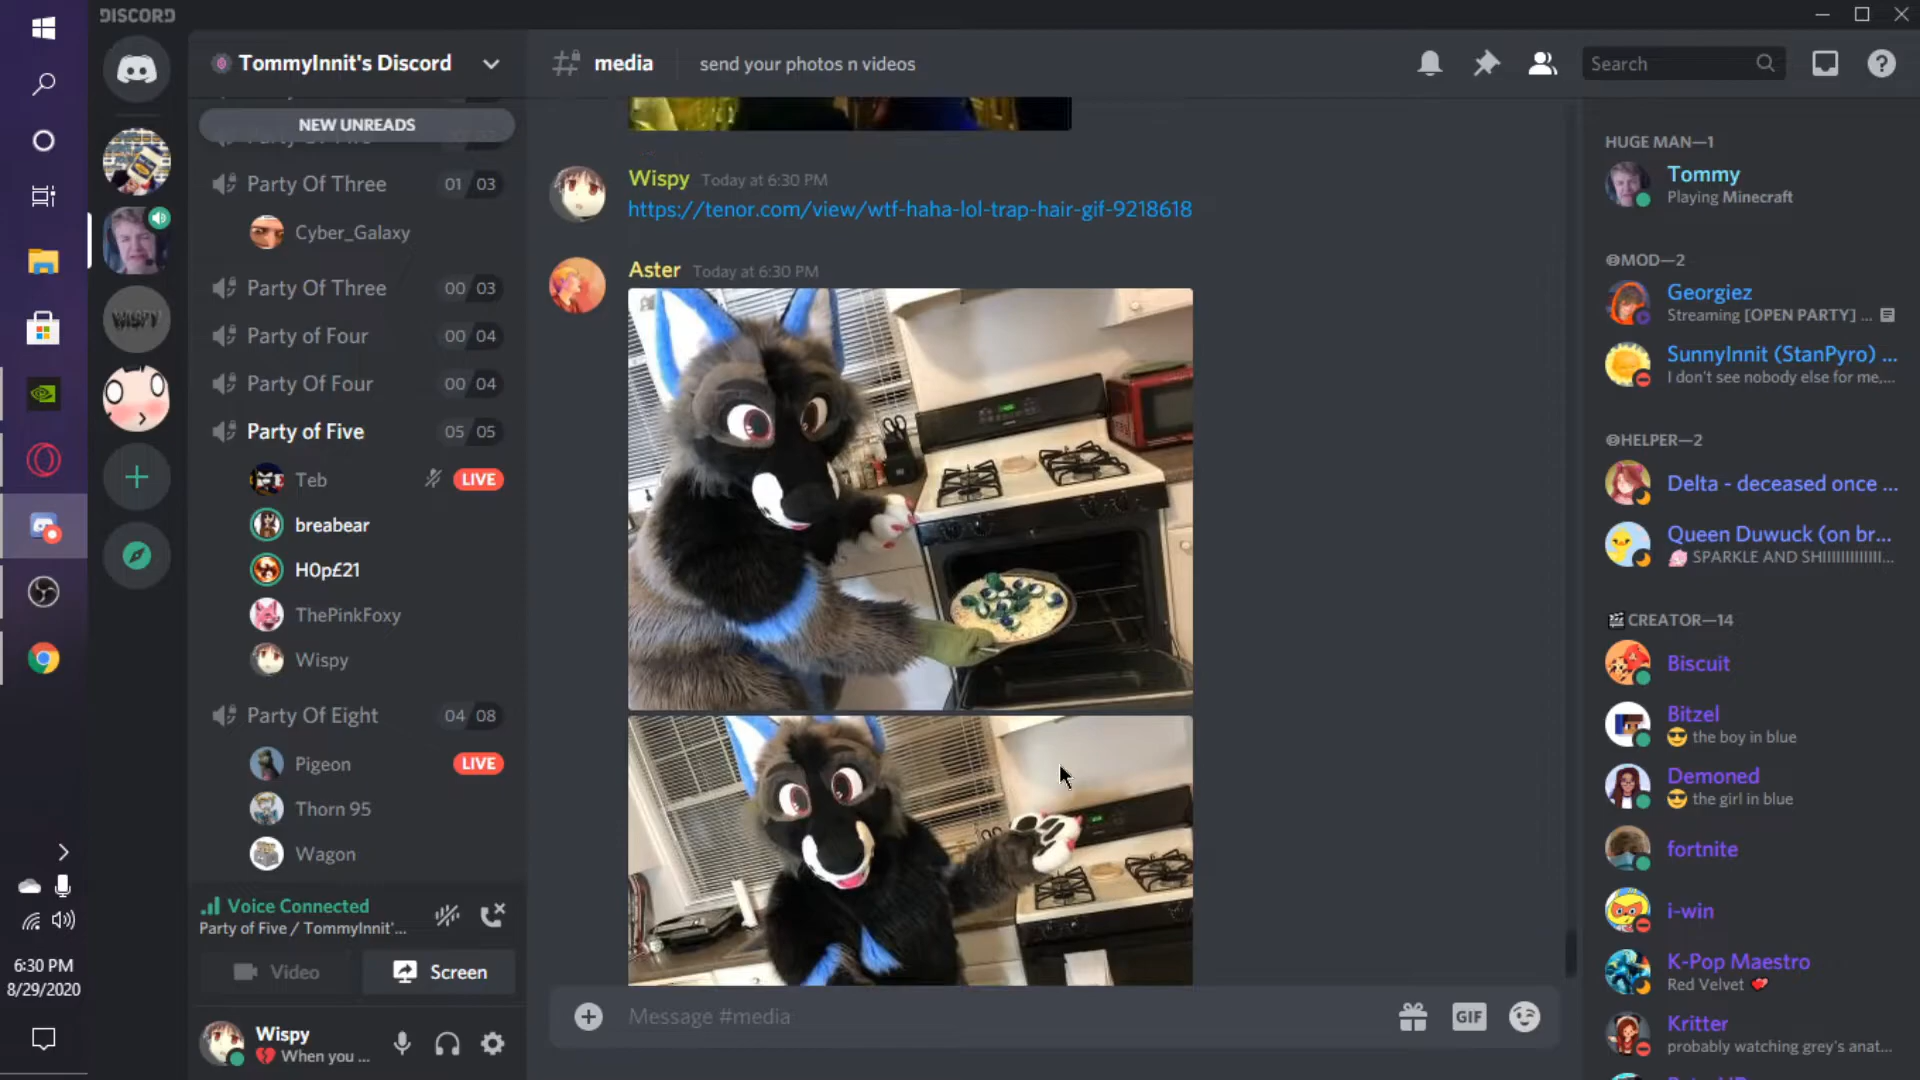 DISCORD
TommyInnit's Discord
NEW UNREADS
Party Of Three 01 03
Cyber_Galaxy
Party Of Three 00 03
Party of Four 00 04
Party Of Four 00 04
Party of Five 05 05
Teb LIVE
breabear
H0p£21
ThePinkFoxy
Wispy
Party Of Eight 04 08
Pigeon LIVE
Thorn 95
Wagon
Voice Connected
Party of Five / TommyInnit'...
Video Screen
Wispy
💔 When you ...
6:30 PM
8/29/2020
WISPY
media send your photos n videos
Search
Wispy Today at 6:30 PM
https://tenor.com/view/wtf-haha-lol-trap-hair-gif-9218618
Aster Today at 6:30 PM
Message #media
GIF
HUGE MAN—1
Tommy
Playing Minecraft
MOD—2
Georgiez
Streaming [OPEN PARTY] ...
SunnyInnit (StanPyro) ...
I don't see nobody else for me,...
HELPER—2
Delta - deceased once ...
Queen Duwuck (on br...
SPARKLE AND SHIIIIIIIIIIIII...
🎬CREATOR—14
Biscuit
Bitzel
😎 the boy in blue
Demoned
😎 the girl in blue
fortnite
i-win
K-Pop Maestro
Red Velvet ❤
Kritter
probably watching grey's anat...